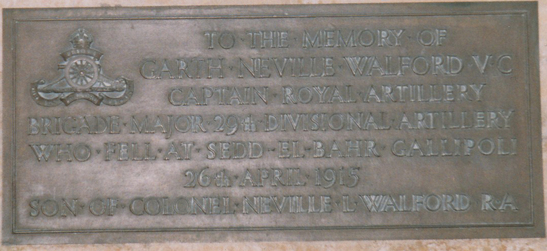 TO · THE · MEMORY · OF
GARTH · NEVILLE · WALFORD · V·C
CAPTAIN · ROYAL · ARTILLERY
BRIGADE · MAJOR · 29th · DIVISIONAL · ARTILLERY
WHO · FELL · AT · SEDD · EL · BAHR · GALLIPOLI
26th · APRIL · 1915
SON · OF · COLONEL · NEVILLE · L · WALFORD · R.A